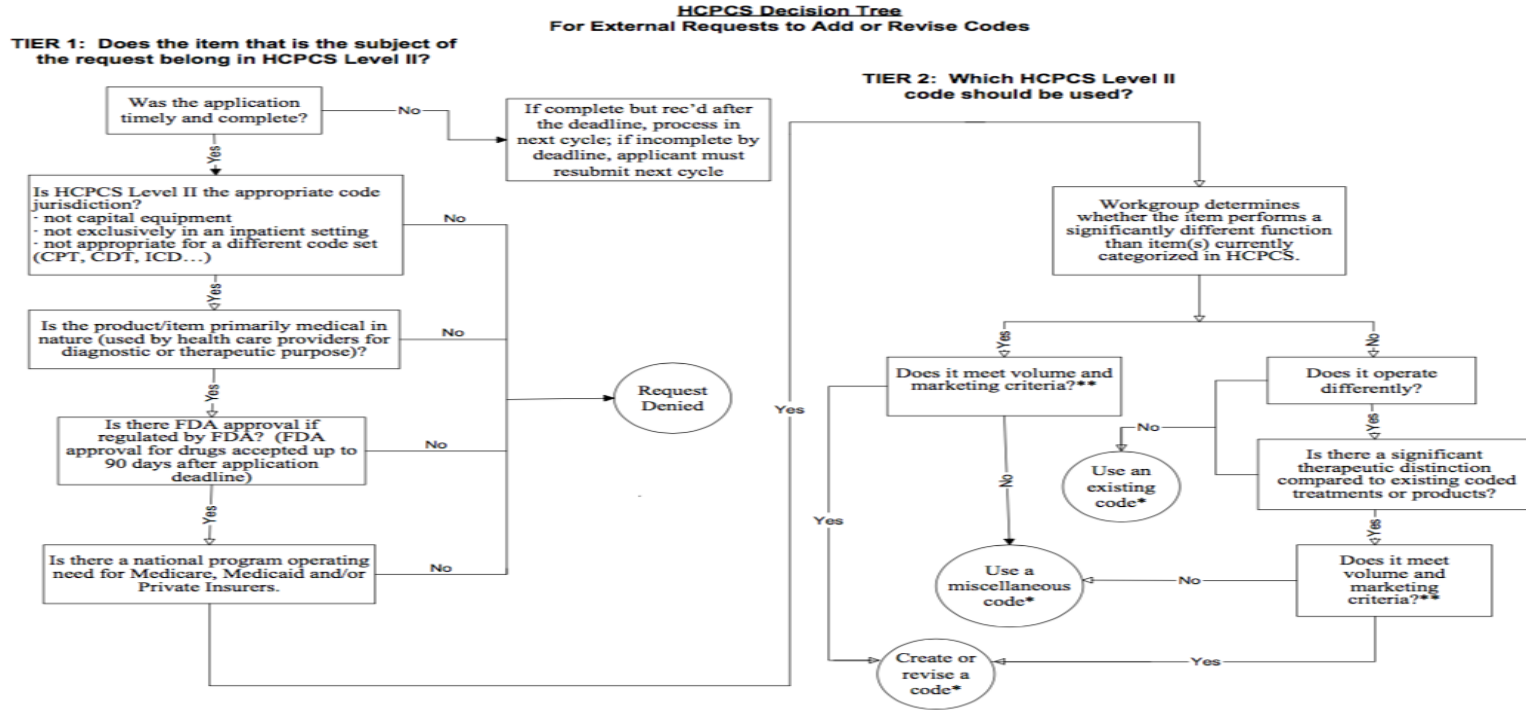 HCPCS Decision Tree
For External Requests to Add or Revise Codes
TIER 1: Does the item that is the subject of
the request belong in HCPCS Level II?
Was the application
timely and complete?
No
If complete but rec'd after
the deadline, process in
next cycle; if incomplete by
deadline, applicant must
resubmit next cycle
Yes
Is HCPCS Level II the appropriate code
jurisdiction?
· not capital equipment
· not exclusively in an inpatient setting
· not appropriate for a different code set
(CPT, CDT, ICD...)
No
Yes
Is the product/item primarily medical in
nature (used by health care providers for
diagnostic or therapeutic purpose)?
No
Yes
Is there FDA approval if
regulated by FDA? (FDA
approval for drugs accepted up to
90 days after application
deadline)
No
Yes
Is there a national program operating
need for Medicare, Medicaid and/or
Private Insurers.
No
Request
Denied
Yes
TIER 2: Which HCPCS Level II
code should be used?
Workgroup determines
whether the item performs a
significantly different function
than item(s) currently
categorized in HCPCS.
Yes
No
Does it meet volume and
marketing criteria?**
Does it operate
differently?
No
Yes
Use an
existing
code*
Is there a significant
therapeutic distinction
compared to existing coded
treatments or products?
No
Yes
Yes
Use a
miscellaneous
code*
No
Does it meet
volume and
marketing
criteria?**
Create or
revise a
code*
Yes